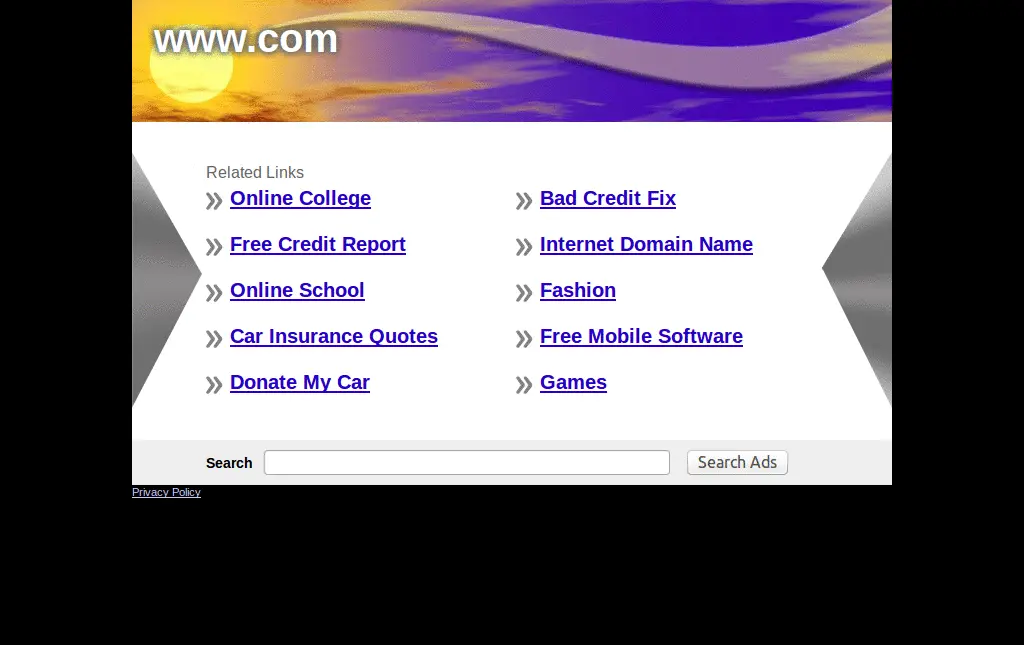 www.com
Related Links
Online College
Bad Credit Fix
Free Credit Report
Internet Domain Name
Online School
Fashion
Car Insurance Quotes
Free Mobile Software
Donate My Car
Games
Search
Search Ads
Privacy Policy